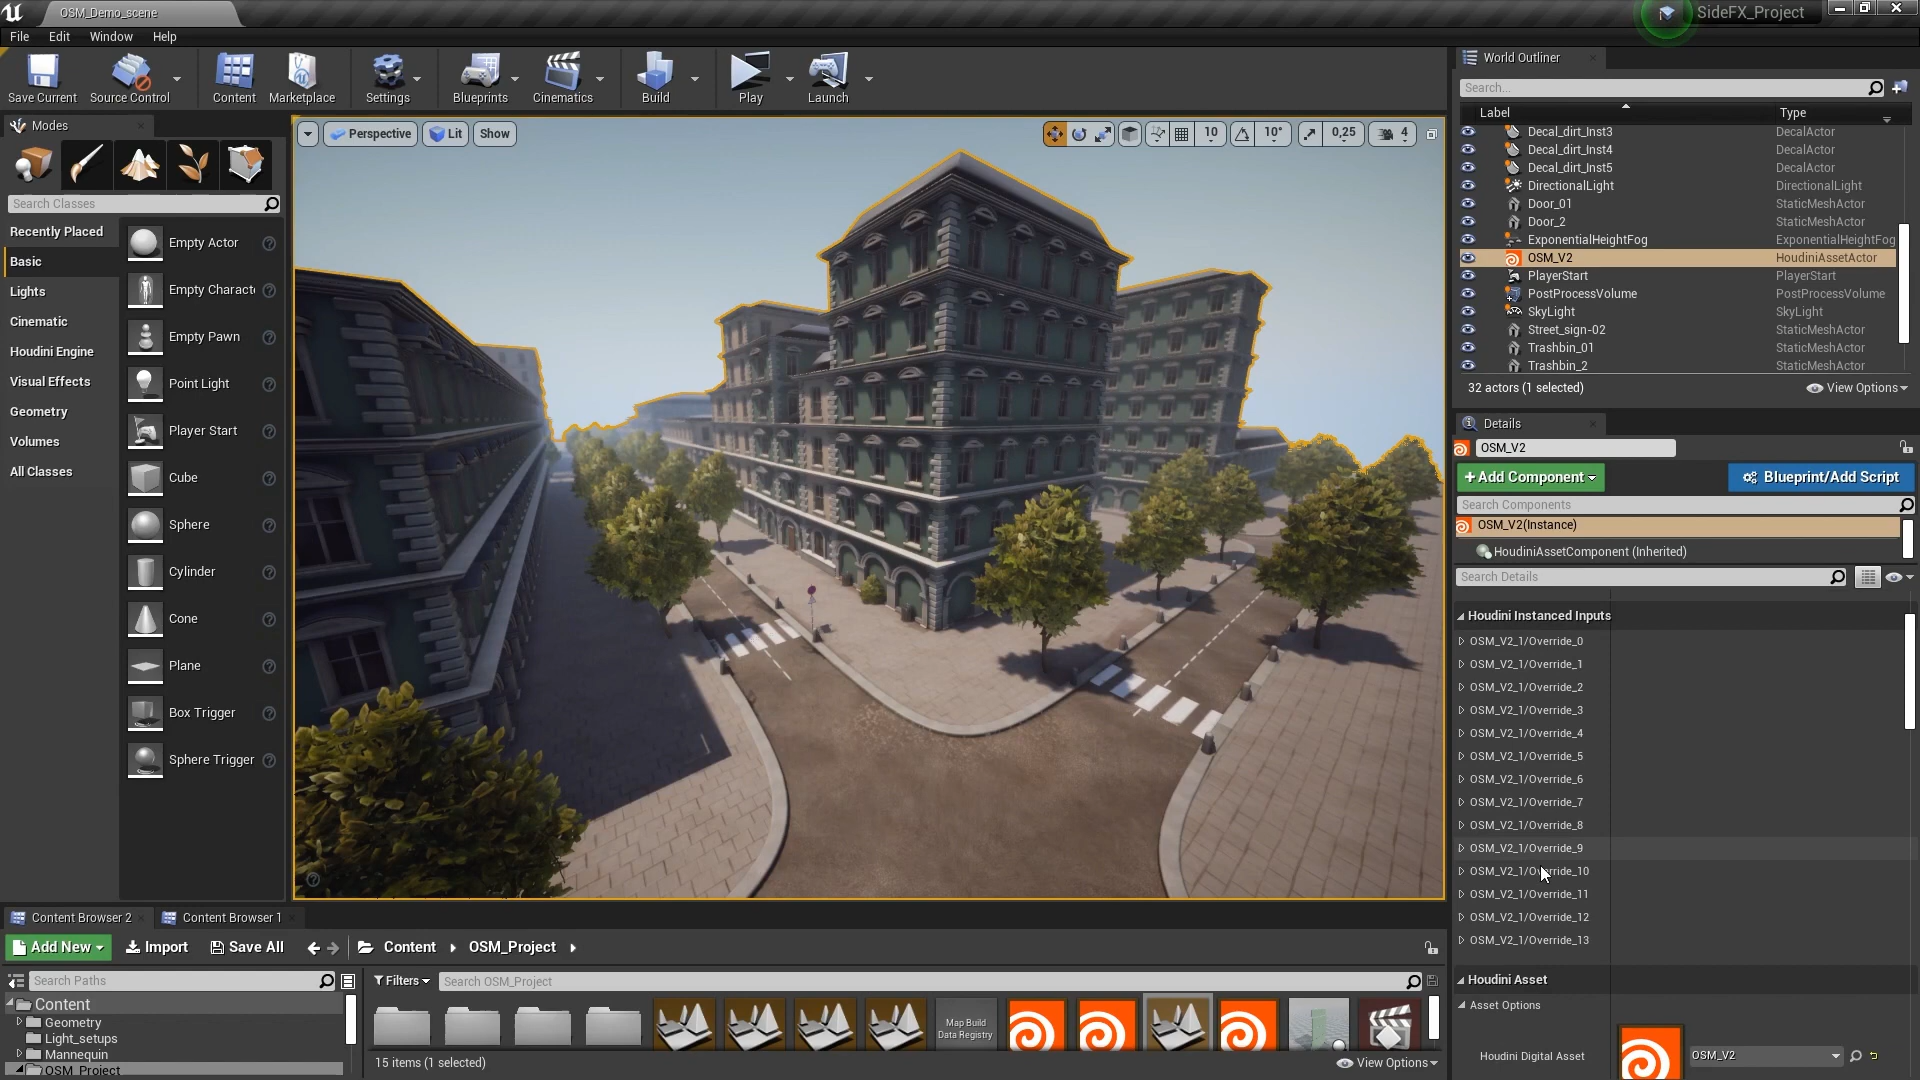 OSM_Demo_scene
SideFX_Project
File Edit Window Help
Save Current
Source Control
Content
Marketplace
Settings
Blueprints
Cinematics
Build
Play
Launch
Modes
Search Classes
Recently Placed
Basic
Lights
Cinematic
Houdini Engine
Visual Effects
Geometry
Volumes
All Classes
Empty Actor
Empty Charact
Empty Pawn
Point Light
Player Start
Cube
Sphere
Cylinder
Cone
Plane
Box Trigger
Sphere Trigger
Perspective Lit Show
10 10° 0,25 4
World Outliner
Search...
Label Type
Decal_dirt_Inst3 DecalActor
Decal_dirt_Inst4 DecalActor
Decal_dirt_Inst5 DecalActor
DirectionalLight DirectionalLight
Door_01 StaticMeshActor
Door_2 StaticMeshActor
ExponentialHeightFog ExponentialHeightFog
OSM_V2 HoudiniAssetActor
PlayerStart PlayerStart
PostProcessVolume PostProcessVolume
SkyLight SkyLight
Street_sign-02 StaticMeshActor
Trashbin_01 StaticMeshActor
Trashbin_2 StaticMeshActor
32 actors (1 selected) View Options
Details
OSM_V2
+Add Component Blueprint/Add Script
Search Components
OSM_V2(Instance)
HoudiniAssetComponent (Inherited)
Search Details
Houdini Instanced Inputs
OSM_V2_1/Override_0
OSM_V2_1/Override_1
OSM_V2_1/Override_2
OSM_V2_1/Override_3
OSM_V2_1/Override_4
OSM_V2_1/Override_5
OSM_V2_1/Override_6
OSM_V2_1/Override_7
OSM_V2_1/Override_8
OSM_V2_1/Override_9
OSM_V2_1/Override_10
OSM_V2_1/Override_11
OSM_V2_1/Override_12
OSM_V2_1/Override_13
Houdini Asset
Asset Options
Houdini Digital Asset OSM_V2
Content Browser 2 Content Browser 1
Add New Import Save All Content OSM_Project
Search Paths
Content
Geometry
Light_setups
Mannequin
OSM_Project
Filters Search OSM_Project
Map Build
Data Registry
15 items (1 selected) View Options